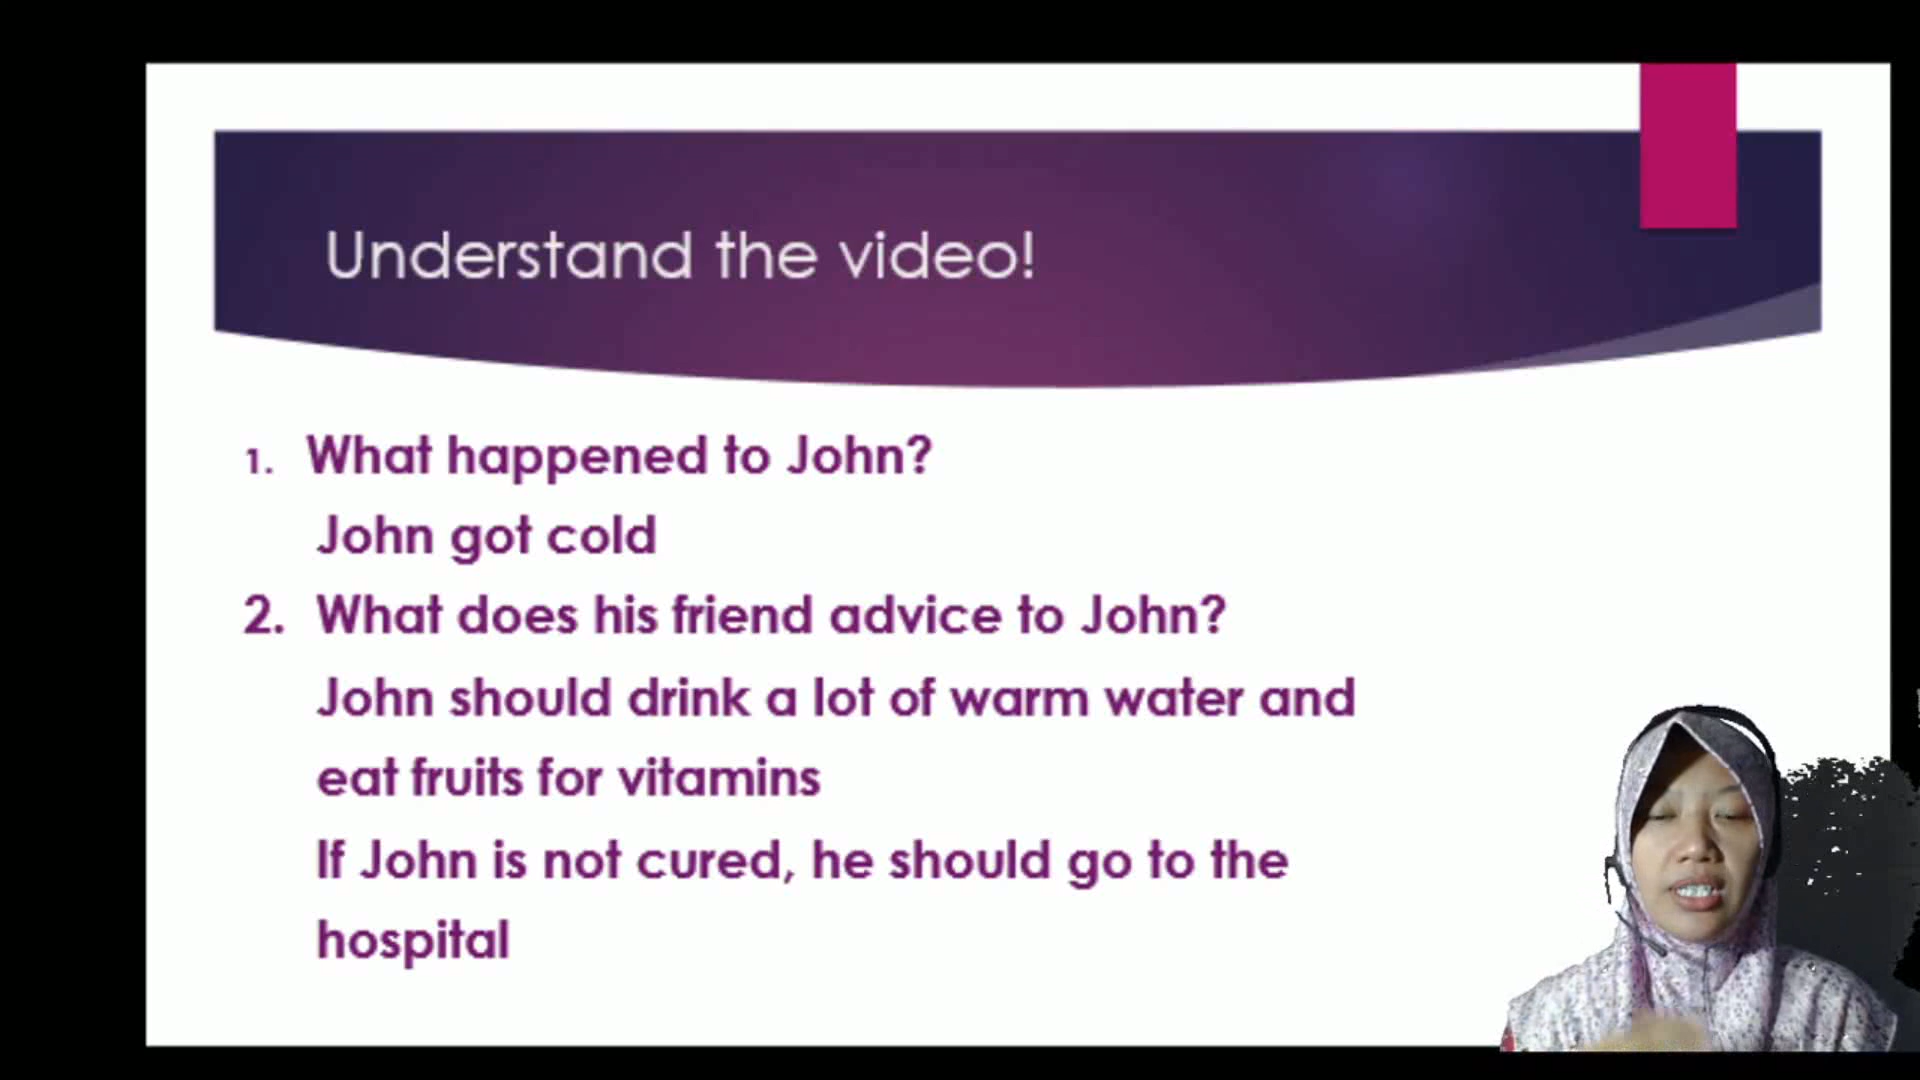 Understand the video!
1. What happened to John?
John got cold
2. What does his friend advice to John?
John should drink a lot of warm water and
eat fruits for vitamins
If John is not cured, he should go to the
hospital